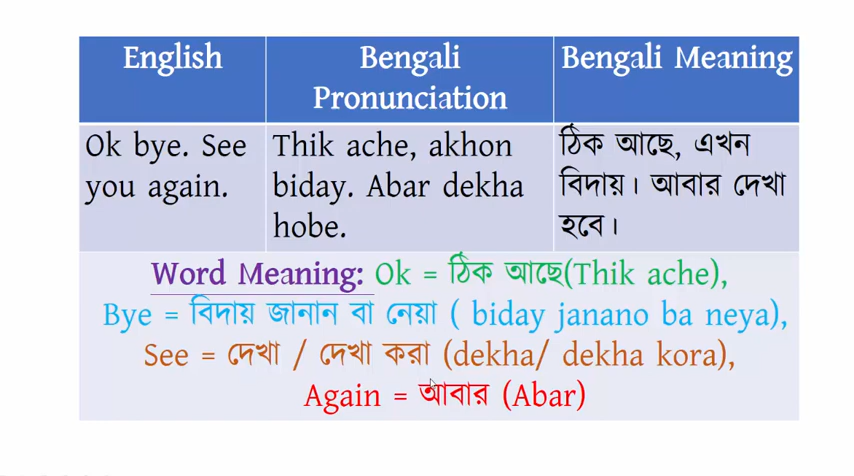 English
Bengali Pronunciation
Bengali Meaning
Ok bye. See
you again.
Thik ache, akhon
biday. Abar dekha
hobe.
ঠিক আছে, এখন
বিদায়। আবার দেখা
হবে।
Word Meaning: Ok = ঠিক আছে(Thik ache),
Bye = বিদায় জানান বা নেয়া ( biday janano ba neya),
See = দেখা / দেখা করা (dekha/ dekha kora),
Again = আবার (Abar)